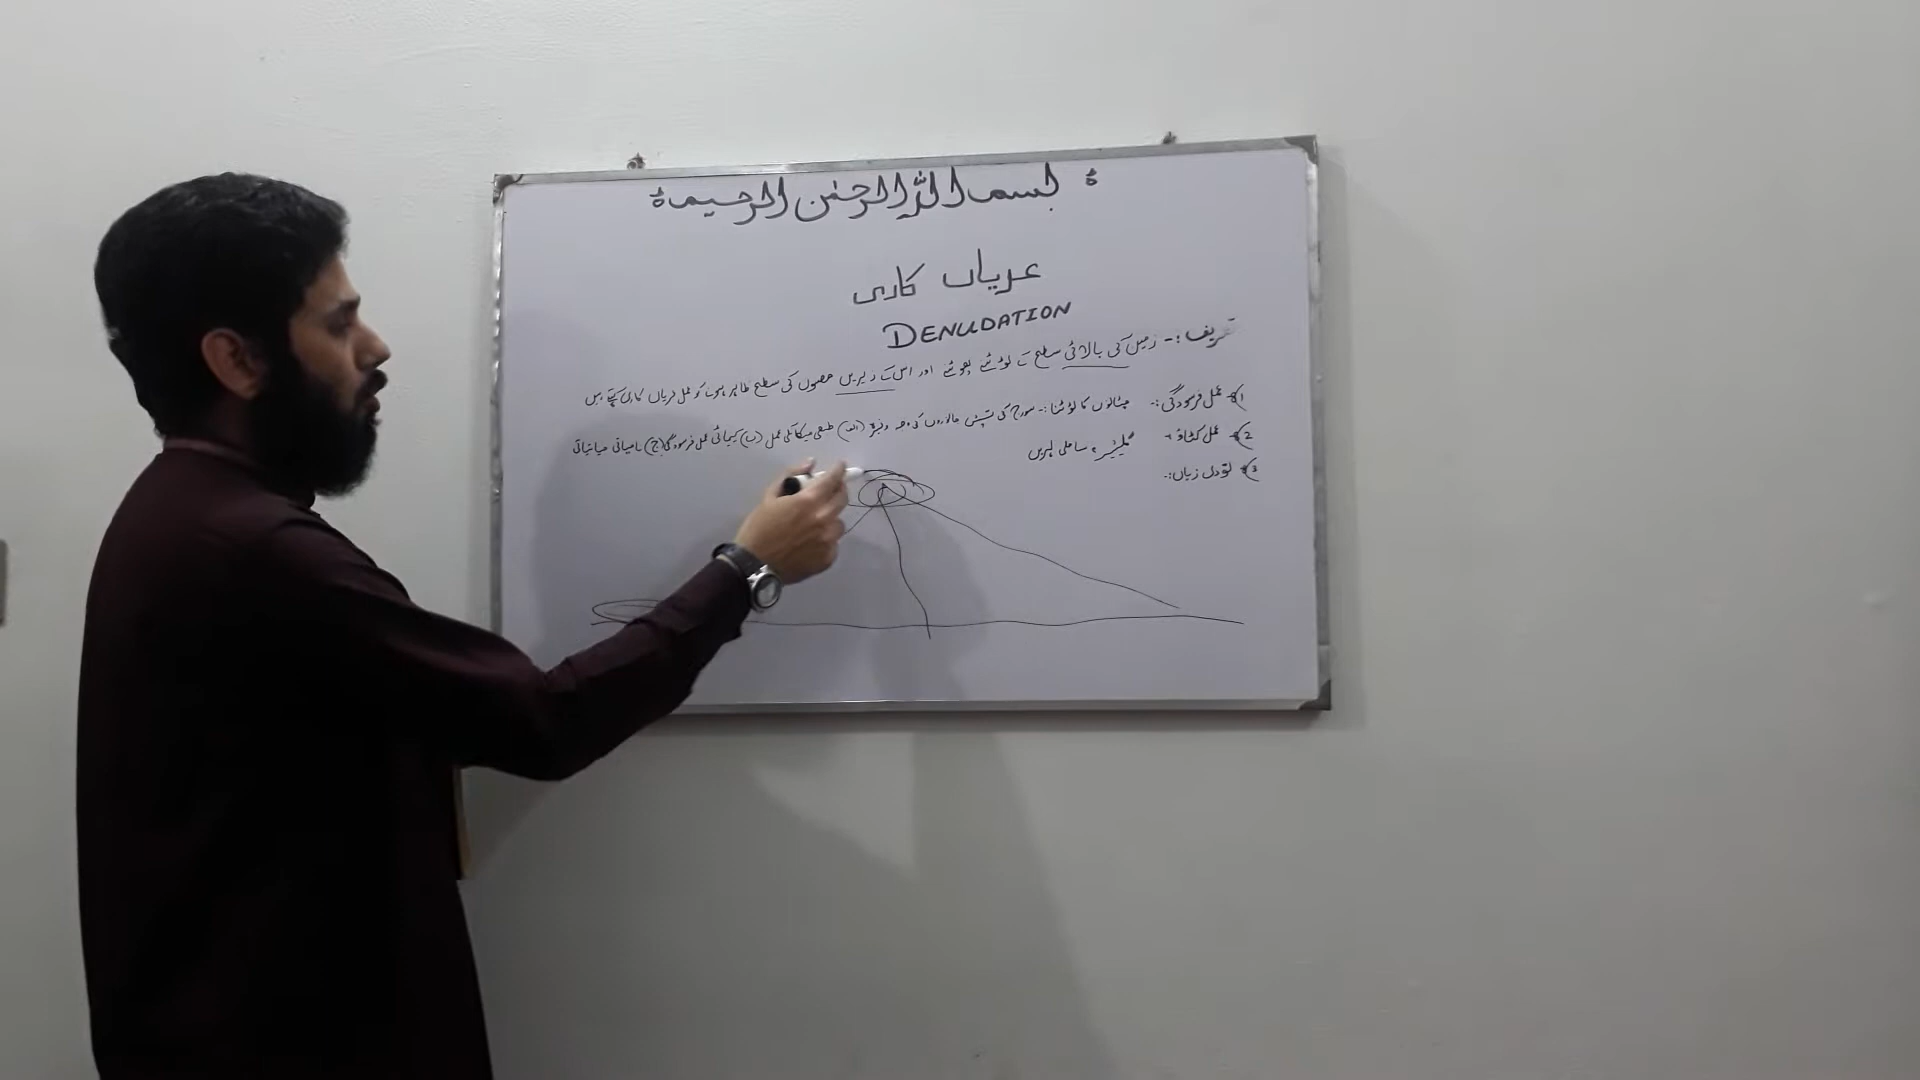 بسم اللہ الرحمٰن الرحیم
عریاں کاری
DENUDATION
تعریف :- زمین کی بالائی سطح کے ٹوٹنے پھوٹنے اور اس کے زیریں حصوں کی سطح ظاہر ہونے کو عمل عریاں کاری کہتے ہیں
1) عمل فرسودگی :- چٹانوں کا ٹوٹنا :- سورج کی تپش جانوروں کی وجہ وغیرہ (الف) طبعی میکانکی عمل (ب) کیمیائی عمل فرسودگی (ج) نامیاتی حیاتیاتی
2) عمل کٹاؤ :- گلیشیر، ساحلی لہریں
3) تودل زیاں :-